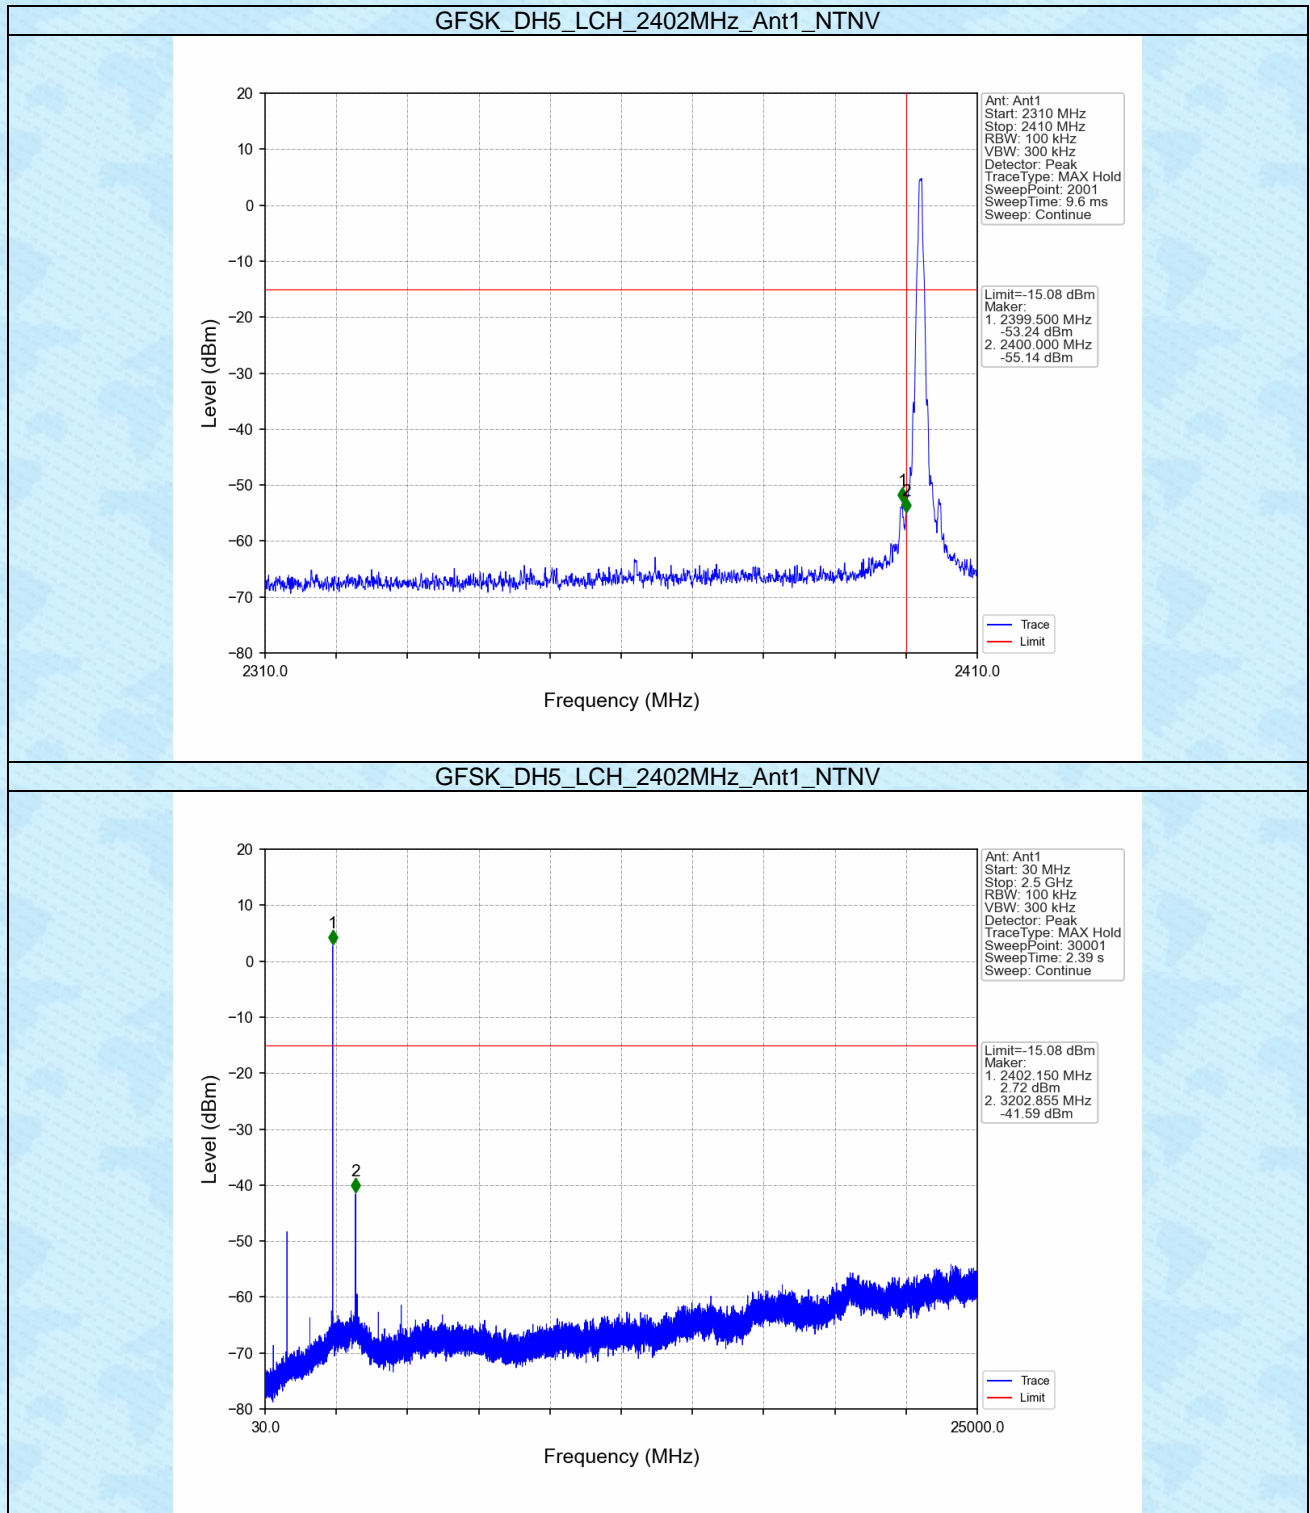 GFSK_DH5_LCH_2402MHz_Ant1_NTNV
20
10
0
−10
−20
−30
−40
−50
−60
−70
−80
Level (dBm)
2310.0
2410.0
Frequency (MHz)
1
2
Ant: Ant1
Start: 2310 MHz
Stop: 2410 MHz
RBW: 100 kHz
VBW: 300 kHz
Detector: Peak
TraceType: MAX Hold
SweepPoint: 2001
SweepTime: 9.6 ms
Sweep: Continue
Limit=-15.08 dBm
Maker:
1. 2399.500 MHz
-53.24 dBm
2. 2400.000 MHz
-55.14 dBm
Trace
Limit
GFSK_DH5_LCH_2402MHz_Ant1_NTNV
20
10
0
−10
−20
−30
−40
−50
−60
−70
−80
Level (dBm)
30.0
25000.0
Frequency (MHz)
1
2
Ant: Ant1
Start: 30 MHz
Stop: 2.5 GHz
RBW: 100 kHz
VBW: 300 kHz
Detector: Peak
TraceType: MAX Hold
SweepPoint: 30001
SweepTime: 2.39 s
Sweep: Continue
Limit=-15.08 dBm
Maker:
1. 2402.150 MHz
2.72 dBm
2. 3202.855 MHz
-41.59 dBm
Trace
Limit